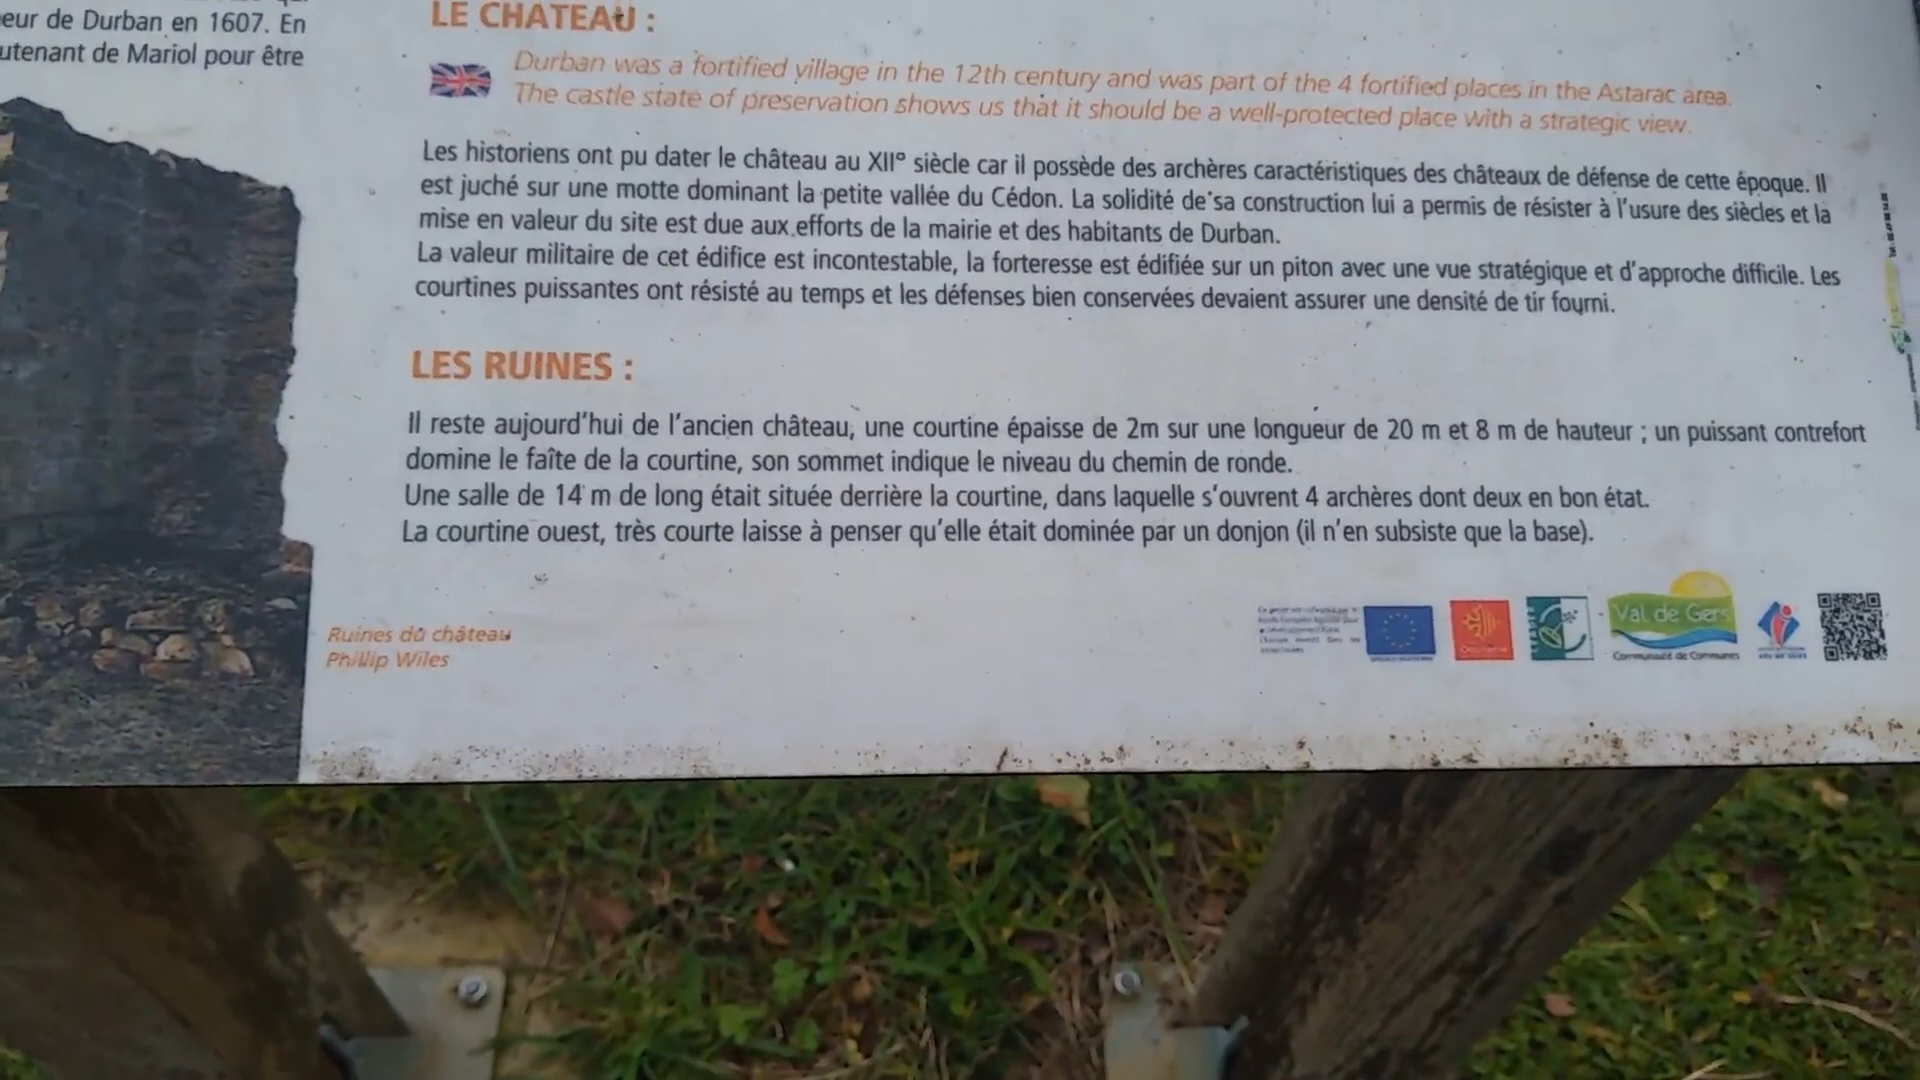 eur de Durban en 1607. En
utenant de Mariol pour être
LE CHATEAU :
Durban was a fortified village in the 12th century and was part of the 4 fortified places in the Astarac area.
The castle state of preservation shows us that it should be a well-protected place with a strategic view.
Les historiens ont pu dater le château au XII° siècle car il possède des archères caractéristiques des châteaux de défense de cette époque. Il
est juché sur une motte dominant la petite vallée du Cédon. La solidité de sa construction lui a permis de résister à l'usure des siècles et la
mise en valeur du site est due aux efforts de la mairie et des habitants de Durban.
La valeur militaire de cet édifice est incontestable, la forteresse est édifiée sur un piton avec une vue stratégique et d'approche difficile. Les
courtines puissantes ont résisté au temps et les défenses bien conservées devaient assurer une densité de tir fourni.
LES RUINES :
Il reste aujourd'hui de l'ancien château, une courtine épaisse de 2m sur une longueur de 20 m et 8 m de hauteur ; un puissant contrefort
domine le faîte de la courtine, son sommet indique le niveau du chemin de ronde.
Une salle de 14 m de long était située derrière la courtine, dans laquelle s'ouvrent 4 archères dont deux en bon état.
La courtine ouest, très courte laisse à penser qu'elle était dominée par un donjon (il n'en subsiste que la base).
Ruines du château
Phillip Wiles
Val de Gers
Communauté de Communes